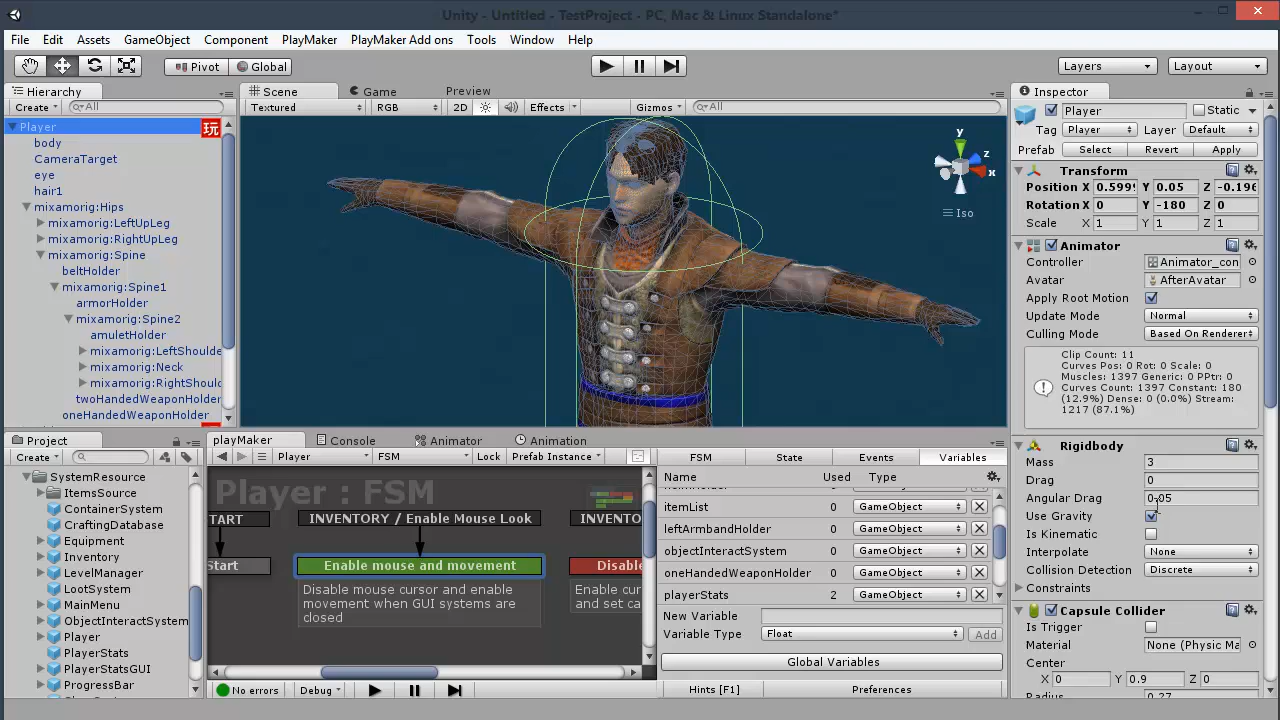 Unity - Untitled - TestProject - PC, Mac & Linux Standalone*
File Edit Assets GameObject Component PlayMaker PlayMaker Add ons Tools Window Help
Pivot Global Layers Layout
Hierarchy
Create All
Player 玩
body
CameraTarget
eye
hair1
mixamorig:Hips
mixamorig:LeftUpLeg
mixamorig:RightUpLeg
mixamorig:Spine
beltHolder
mixamorig:Spine1
armorHolder
mixamorig:Spine2
amuletHolder
mixamorig:LeftShoulde
mixamorig:Neck
mixamorig:RightShoul
twoHandedWeaponHolder
oneHandedWeaponHolder
Scene Game Preview
Textured RGB 2D Effects Gizmos All
y
z
x
Iso
Inspector
Player Static
Tag Player Layer Default
Prefab Select Revert Apply
Transform
Position X 0.599 Y 0.05 Z -0.196
Rotation X 0 Y -180 Z 0
Scale X 1 Y 1 Z 1
Animator
Controller Animator_con
Avatar AfterAvatar
Apply Root Motion
Update Mode Normal
Culling Mode Based On Renderer
Clip Count: 11
Curves Pos: 0 Rot: 0 Scale: 0
Muscles: 1397 Generic: 0 PPtr: 0
Curves Count: 1397 Constant: 180
(12.9%) Dense: 0 (0.0%) Stream:
1217 (87.1%)
Rigidbody
Mass 3
Drag 0
Angular Drag 0.05
Use Gravity
Is Kinematic
Interpolate None
Collision Detection Discrete
Constraints
Capsule Collider
Is Trigger
Material None (Physic Ma
Center
X 0 Y 0.9 Z 0
Radius 0.27
Project
Create
SystemResource
ItemsSource
ContainerSystem
CraftingDatabase
Equipment
Inventory
LevelManager
LootSystem
MainMenu
ObjectInteractSystem
Player
PlayerStats
PlayerStatsGUI
ProgressBar
playMaker Console Animator Animation
Player FSM Lock Prefab Instance
Player : FSM
TART
Start
INVENTORY / Enable Mouse Look
Enable mouse and movement
Disable mouse cursor and enable
movement when GUI systems are
closed
INVENTO
Disable
Enable cu
and set ca
No errors Debug
FSM State Events Variables
Name Used Type
itemList 0 GameObject
leftArmbandHolder 0 GameObject
objectInteractSystem 0 GameObject
oneHandedWeaponHolder 0 GameObject
playerStats 2 GameObject
New Variable
Variable Type Float Add
Global Variables
Hints [F1] Preferences